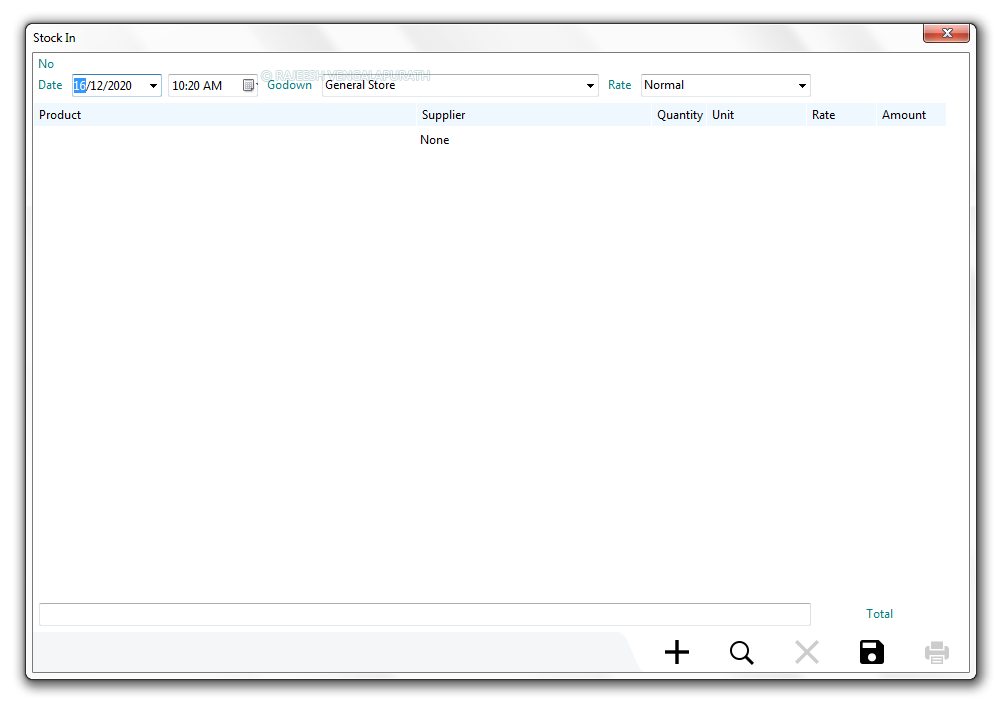 Stock In
No
© RAJEESH VENGALAPURATH
Date 16/12/2020 10:20 AM Godown General Store Rate Normal
Product Supplier Quantity Unit Rate Amount
None
Total